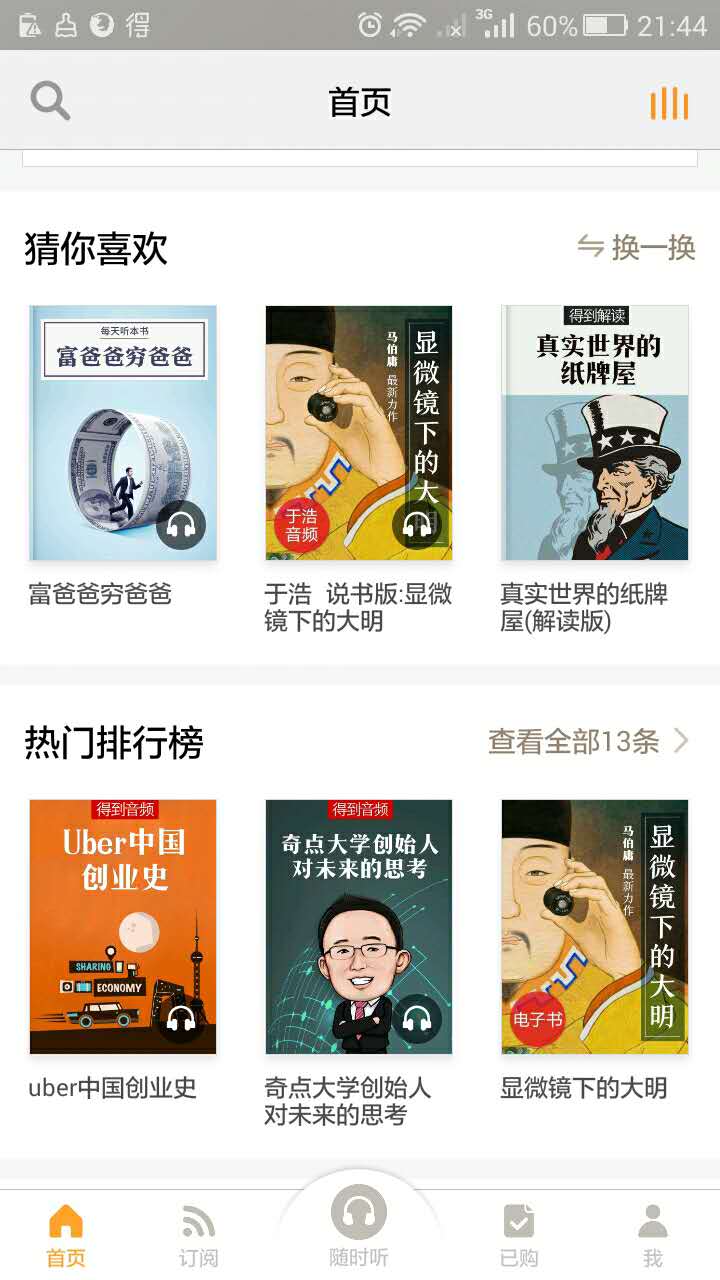 得
3G
60%
21:44
首页
猜你喜欢
换一换
每天听本书
富爸爸穷爸爸
马伯庸 最新力作
显微镜下的大明
于浩
音频
得到解读
真实世界的
纸牌屋
富爸爸穷爸爸
于浩 说书版:显微
镜下的大明
真实世界的纸牌
屋(解读版)
热门排行榜
查看全部13条
得到音频
Uber中国
创业史
SHARING
ECONOMY
得到音频
奇点大学创始人
对未来的思考
马伯庸 最新力作
显微镜下的大明
电子书
uber中国创业史
奇点大学创始人
对未来的思考
显微镜下的大明
首页
订阅
随时听
已购
我